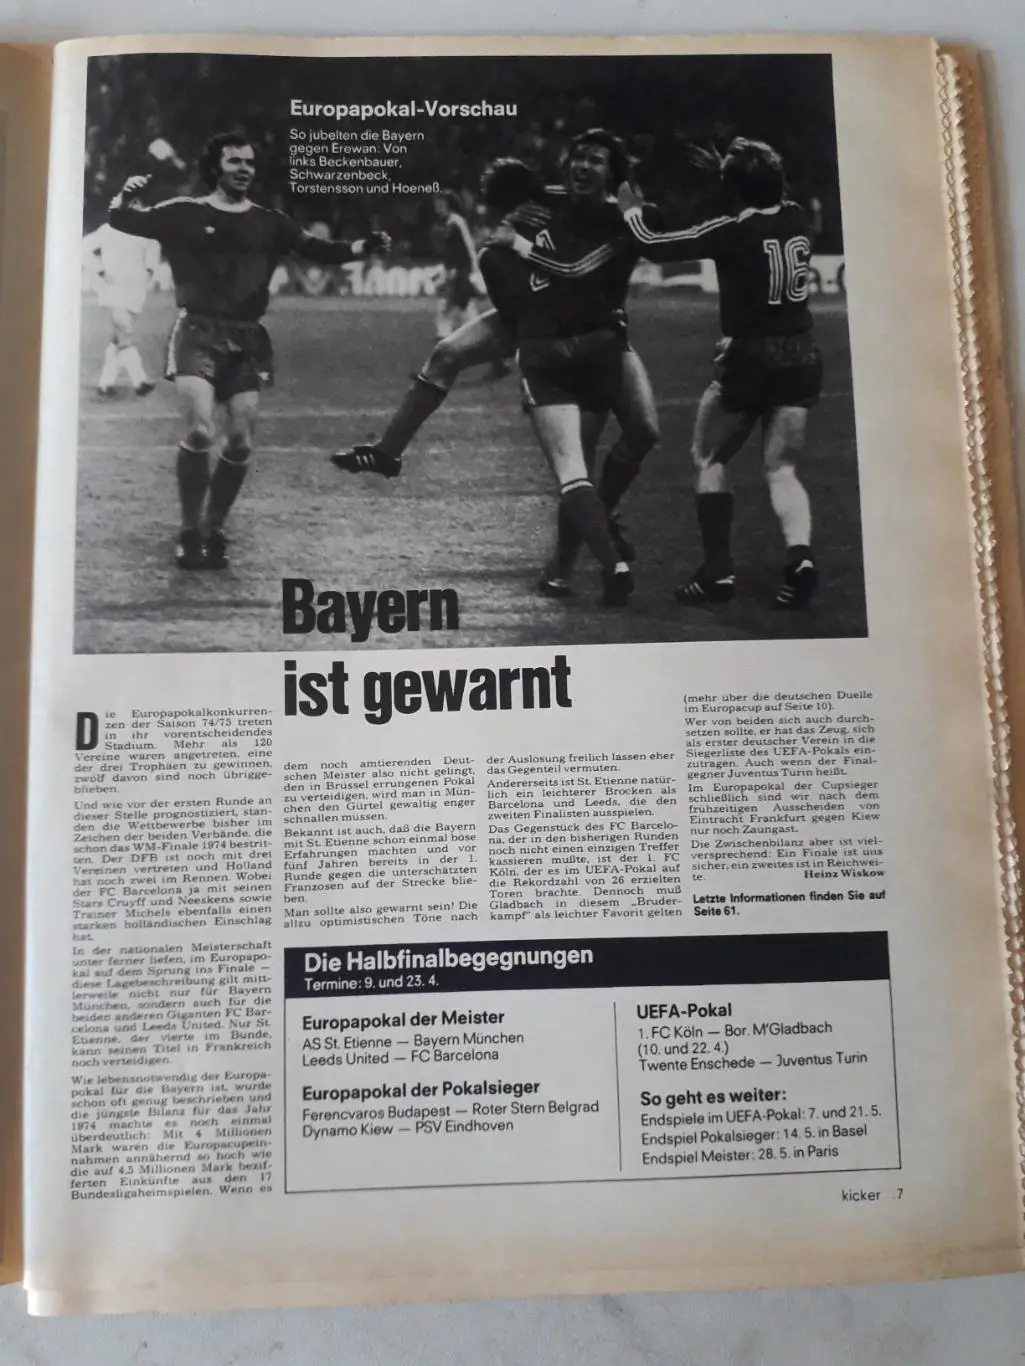 Europapokal-Vorschau
So jubelten die Bayern
gegen Erewan: Von
links Beckenbauer,
Schwarzenbeck,
Torstensson und Hoeneß.
16
Bayern
ist gewarnt
Die Europapokalkonkurren-
zen der Saison 74/75 treten
in ihr vorentscheidendes
Stadium. Mehr als 120
Vereine waren angetreten, eine
der drei Trophäen zu gewinnen,
zwölf davon sind noch übrigge-
blieben.
Und wie vor der ersten Runde an
dieser Stelle prognostiziert, stan-
den die Wettbewerbe bisher im
Zeichen der beiden Verbände, die
schon das WM-Finale 1974 bestrit-
ten. Der DFB ist noch mit drei
Vereinen vertreten und Holland
hat noch zwei im Rennen. Wobei
der FC Barcelona ja mit seinen
Stars Cruyff und Neeskens sowie
Trainer Michels ebenfalls einen
starken holländischen Einschlag
hat.
In der nationalen Meisterschaft
unter ferner liefen, im Europapo-
kal auf dem Sprung ins Finale —
diese Lagebeschreibung gilt mitt-
lerweile nicht nur für Bayern
München, sondern auch für die
beiden anderen Giganten FC Bar-
celona und Leeds United. Nur St.
Etienne, der vierte im Bunde,
kann seinen Titel in Frankreich
noch verteidigen.
Wie lebensnotwendig der Europa-
pokal für die Bayern ist, wurde
schon oft genug beschrieben und
die jüngste Bilanz für das Jahr
1974 machte es noch einmal
überdeutlich: Mit 4 Millionen
Mark waren die Europacupein-
nahmen annähernd so hoch wie
die auf 4,5 Millionen Mark bezif-
ferten Einkünfte aus den 17
Bundesligaheimspielen. Wenn es
dem noch amtierenden Deut-
schen Meister also nicht gelingt,
den in Brüssel errungenen Pokal
zu verteidigen, wird man in Mün-
chen den Gürtel gewaltig enger
schnallen müssen.
Bekannt ist auch, daß die Bayern
mit St. Etienne schon einmal böse
Erfahrungen machten und vor
fünf Jahren bereits in der 1.
Runde gegen die unterschätzten
Franzosen auf der Strecke blie-
ben.
Man sollte also gewarnt sein! Die
allzu optimistischen Töne nach
der Auslosung freilich lassen eher
das Gegenteil vermuten.
Andererseits ist St. Etienne natür-
lich ein leichterer Brocken als
Barcelona und Leeds, die den
zweiten Finalisten ausspielen.
Das Gegenstück des FC Barcelo-
na, der in den bisherigen Runden
noch nicht einen einzigen Treffer
kassieren mußte, ist der 1. FC
Köln, der es im UEFA-Pokal auf
die Rekordzahl von 26 erzielten
Toren brachte. Dennoch muß
Gladbach in diesem „Bruder-
kampf“ als leichter Favorit gelten
(mehr über die deutschen Duelle
im Europacup auf Seite 10).
Wer von beiden sich auch durch-
setzen sollte, er hat das Zeug, sich
als erster deutscher Verein in die
Siegerliste des UEFA-Pokals ein-
zutragen. Auch wenn der Final-
gegner Juventus Turin heißt.
Im Europapokal der Cupsieger
schließlich sind wir nach dem
frühzeitigen Ausscheiden von
Eintracht Frankfurt gegen Kiew
nur noch Zaungast.
Die Zwischenbilanz aber ist viel-
versprechend: Ein Finale ist uns
sicher, ein zweites ist in Reichwei-
te. Heinz Wiskow
Letzte Informationen finden Sie auf
Seite 61.
Die Halbfinalbegegnungen
Termine: 9. und 23. 4.
Europapokal der Meister
AS St. Etienne — Bayern München
Leeds United — FC Barcelona
Europapokal der Pokalsieger
Ferencvaros Budapest — Roter Stern Belgrad
Dynamo Kiew — PSV Eindhoven
UEFA-Pokal
1. FC Köln — Bor. M'Gladbach
(10. und 22. 4.)
Twente Enschede — Juventus Turin
So geht es weiter:
Endspiele im UEFA-Pokal: 7. und 21. 5.
Endspiel Pokalsieger: 14. 5. in Basel
Endspiel Meister: 28. 5. in Paris
kicker 7